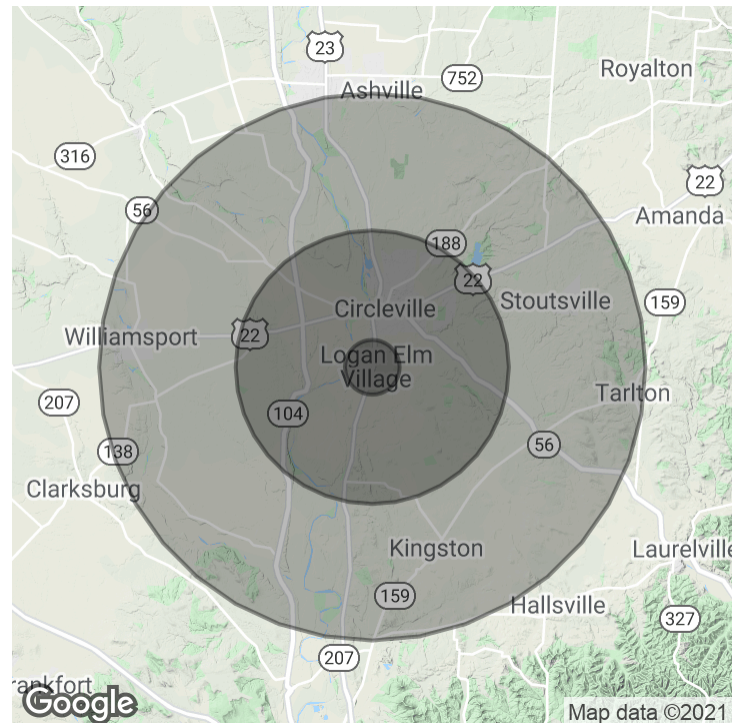 23
Royalton
752
Ashville
316
22
56
Amanda
188
22
Stoutsville
159
Circleville
Williamsport
22
Logan Elm
Village
Tarlton
207
104
56
138
Clarksburg
Kingston
Laurelville
159
Hallsville
327
207
rankfort
Google
Map data ©2021